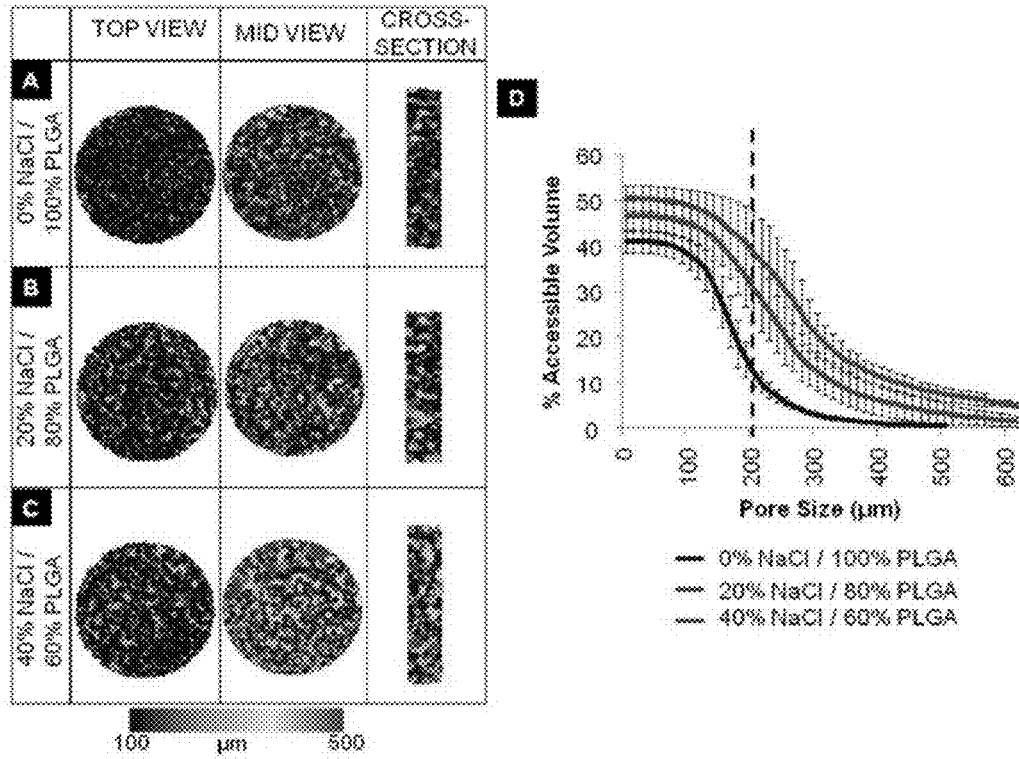 TOP VIEW
MID VIEW
CROSS-
SECTION
A
0% NaCl /
100% PLGA
B
20% NaCl /
80% PLGA
C
40% NaCl /
60% PLGA
100
µm
500
D
% Accessible Volume
60
50
40
30
20
10
0
0
100
200
300
400
500
600
Pore Size (µm)
0% NaCl / 100% PLGA
20% NaCl / 80% PLGA
40% NaCl / 60% PLGA